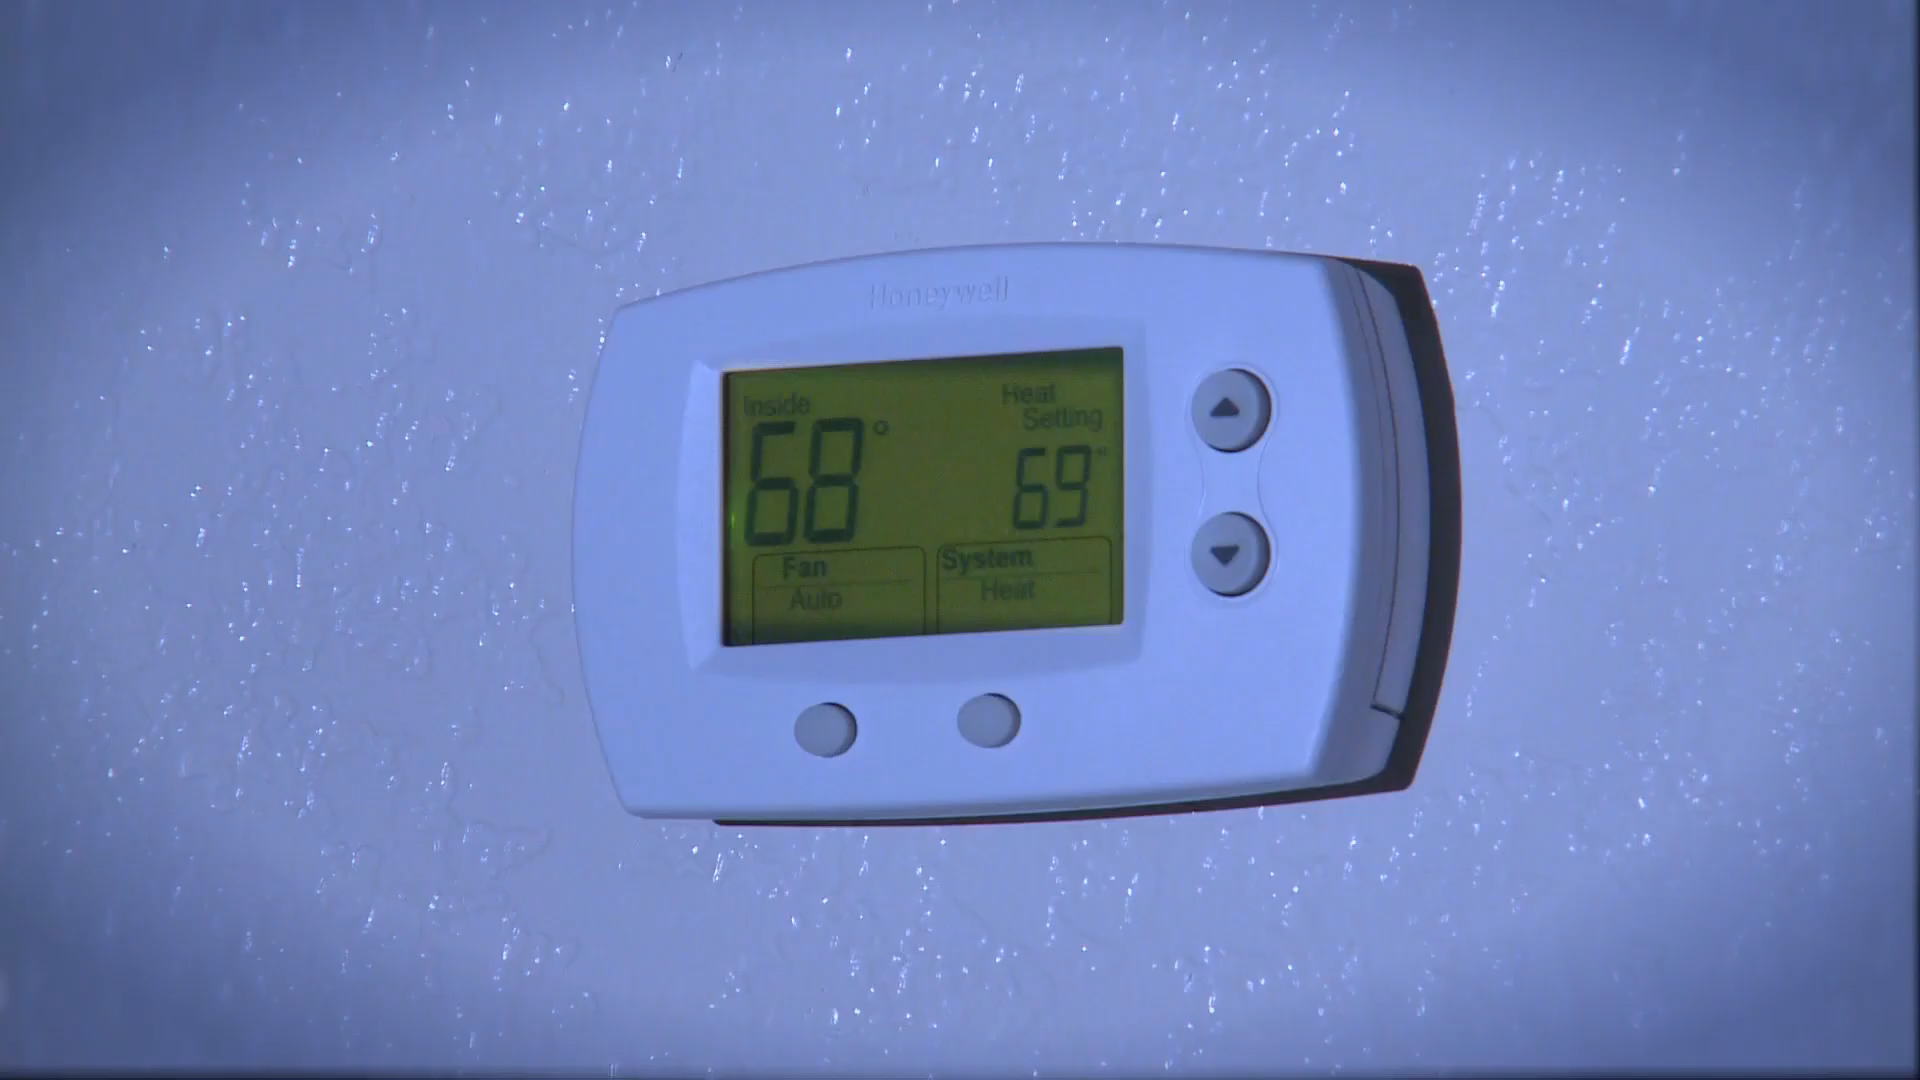 Honeywell
Inside
68°
Heat
Setting
69°
Fan
Auto
System
Heat